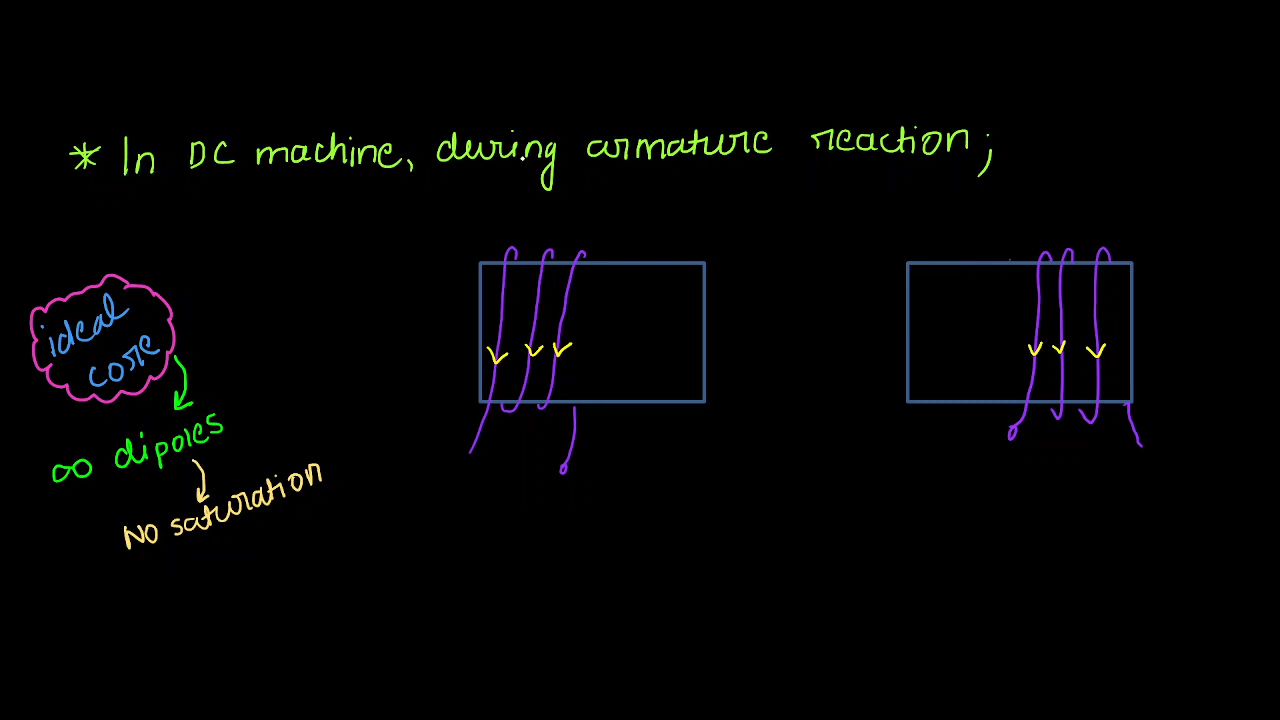 * In DC machine, during armature reaction;
ideal
core
∞ dipoles
No saturation